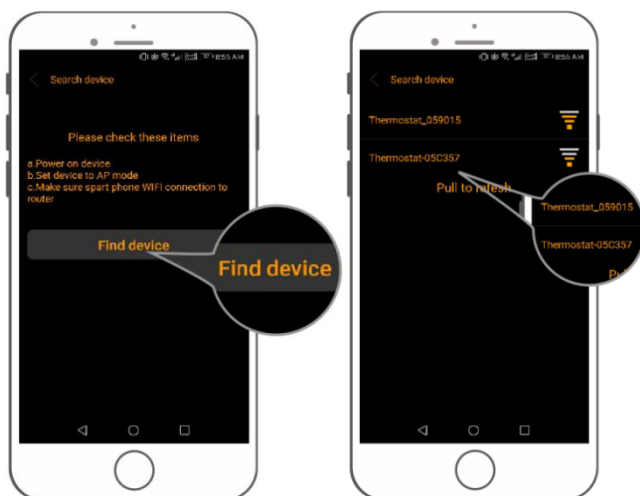 Search device
Please check these items
a.Power on device
b.Set device to AP mode
c.Make sure spart phone WIFI connection to
router
Find device
Find device
Search device
Thermostat_059015
Thermostat-05C357
Pull to refesh
Thermostat_059015
Thermostat-05C357